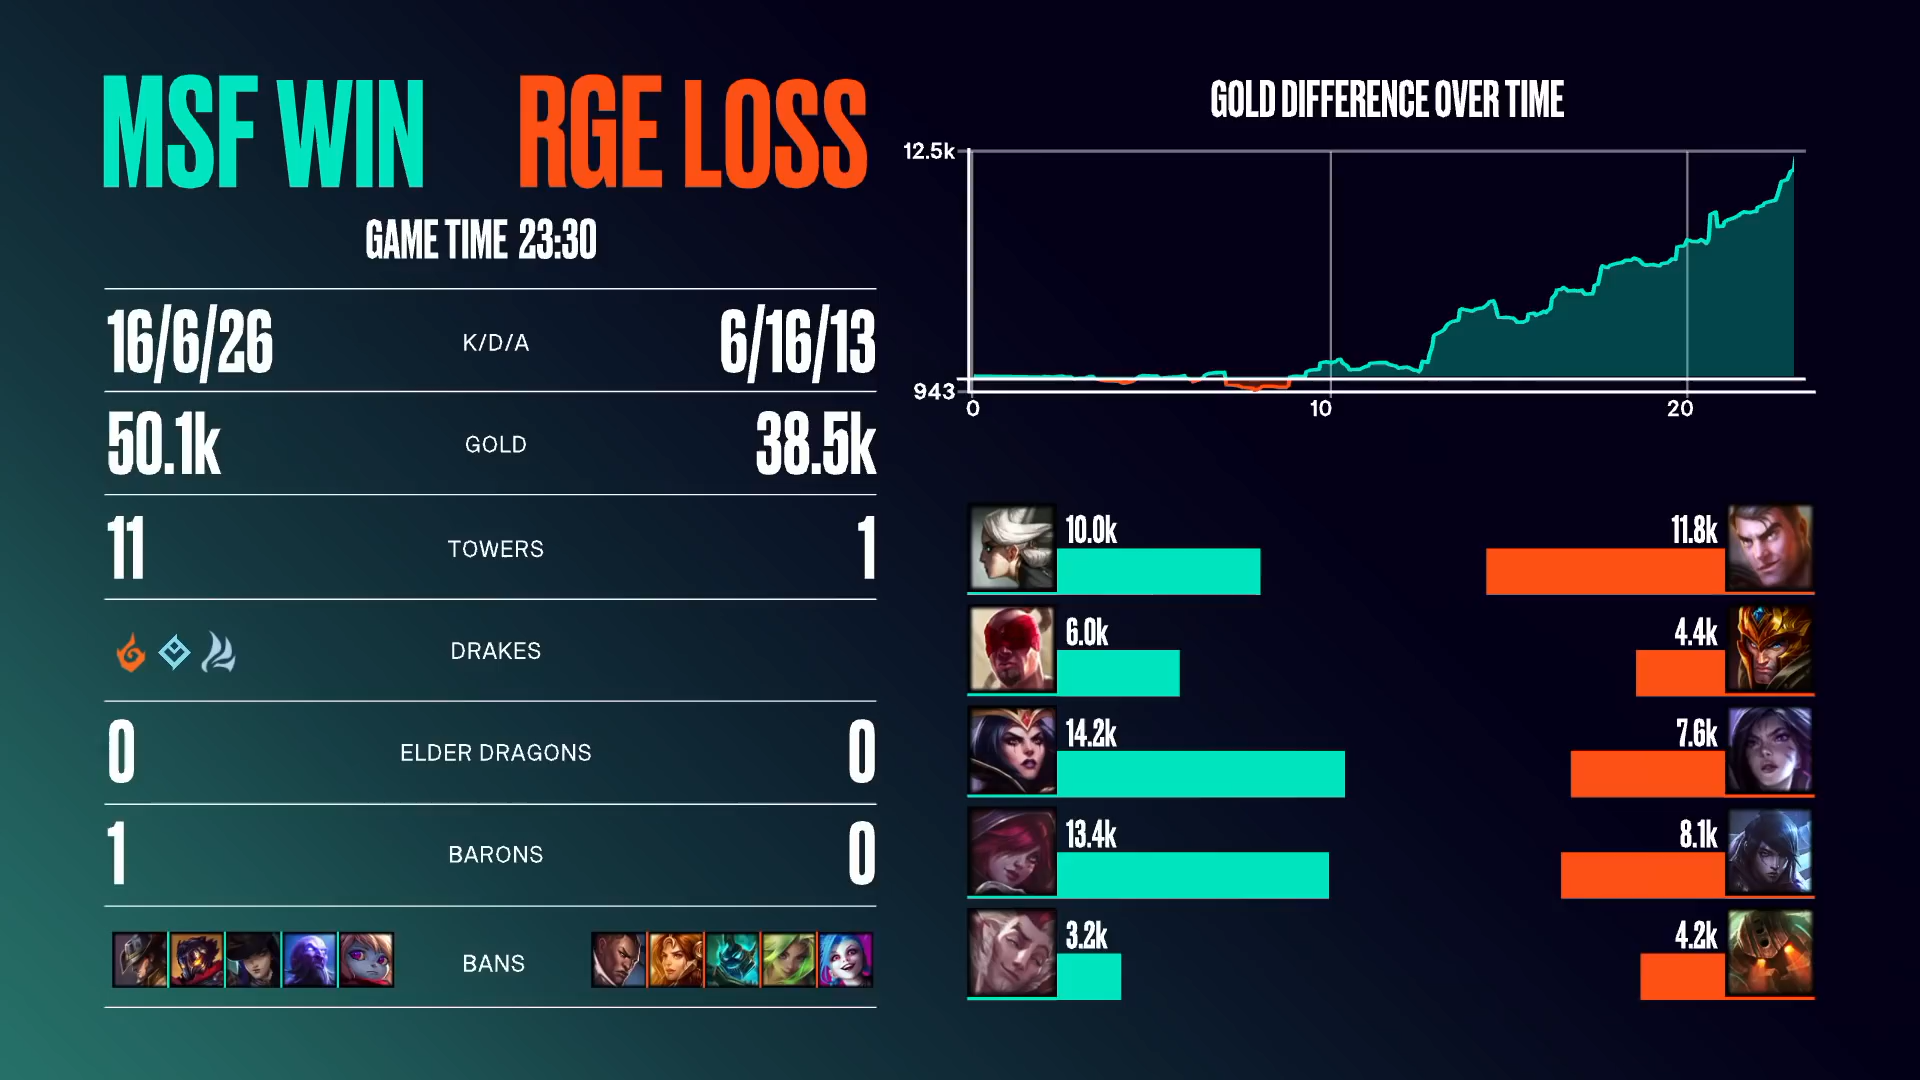 MSF WIN RGE LOSS
GAME TIME 23:30
16/6/26 K/D/A 6/16/13
50.1k GOLD 38.5k
11 TOWERS 1
DRAKES
0 ELDER DRAGONS 0
1 BARONS 0
BANS
GOLD DIFFERENCE OVER TIME
12.5k
943
0 10 20
10.0k 11.8k
6.0k 4.4k
14.2k 7.6k
13.4k 8.1k
3.2k 4.2k